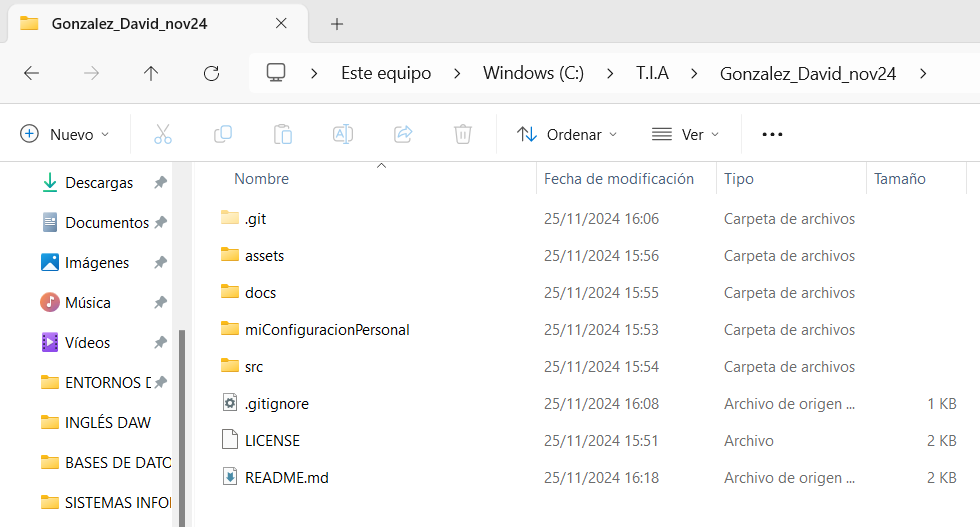 Gonzalez_David_nov24
Este equipo > Windows (C:) > T.I.A > Gonzalez_David_nov24 >
Nuevo Ordenar Ver
Nombre Fecha de modificación Tipo Tamaño
Descargas
Documentos
Imágenes
Música
Vídeos
ENTORNOS D
INGLÉS DAW
BASES DE DATO
SISTEMAS INFO
.git 25/11/2024 16:06 Carpeta de archivos
assets 25/11/2024 15:56 Carpeta de archivos
docs 25/11/2024 15:55 Carpeta de archivos
miConfiguracionPersonal 25/11/2024 15:53 Carpeta de archivos
src 25/11/2024 15:54 Carpeta de archivos
.gitignore 25/11/2024 16:08 Archivo de origen ... 1 KB
LICENSE 25/11/2024 15:51 Archivo 2 KB
README.md 25/11/2024 16:18 Archivo de origen ... 2 KB